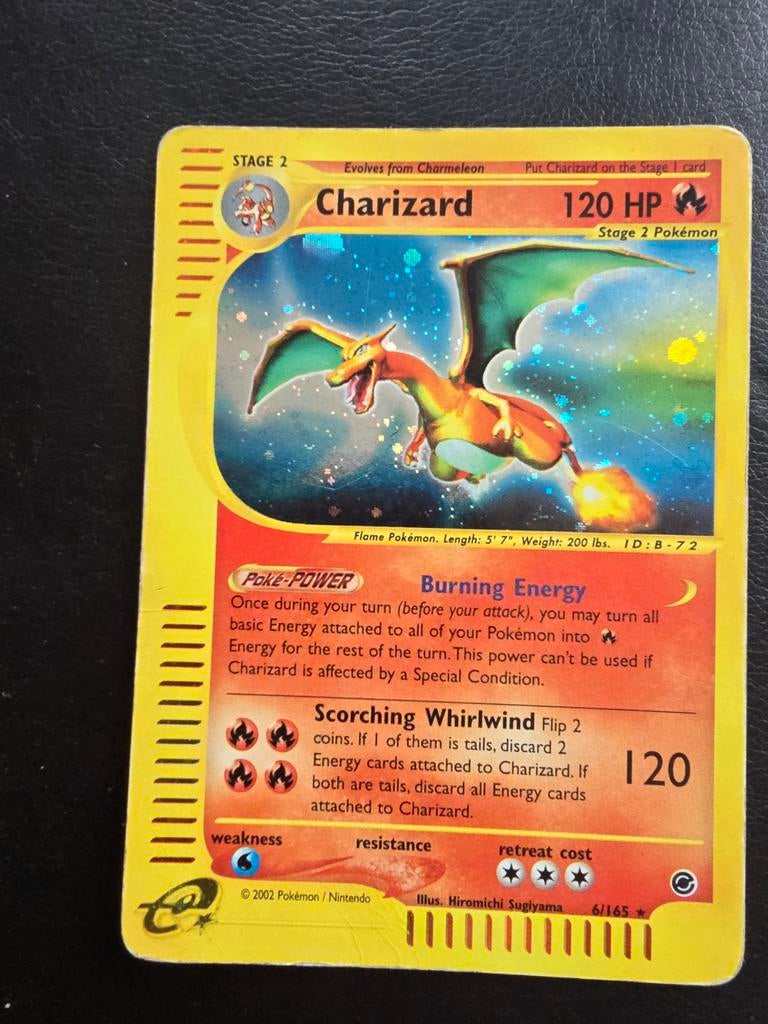 STAGE 2
Evolves from Charmeleon Put Charizard on the Stage 1 card
Charizard 120 HP
Stage 2 Pokémon
Flame Pokémon. Length: 5' 7", Weight: 200 lbs. ID:B-72
Poké-POWER Burning Energy
Once during your turn (before your attack), you may turn all
basic Energy attached to all of your Pokémon into
Energy for the rest of the turn. This power can't be used if
Charizard is affected by a Special Condition.
Scorching Whirlwind Flip 2
coins. If 1 of them is tails, discard 2
Energy cards attached to Charizard. If
both are tails, discard all Energy cards
attached to Charizard.
120
weakness resistance retreat cost
© 2002 Pokémon / Nintendo
Illus. Hiromichi Sugiyama 6/165 ★
e